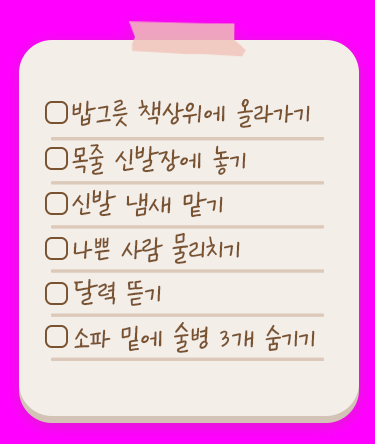 밥그릇 책상위에 올라가기
목줄 신발장에 놓기
신발 냄새 맡기
나쁜 사람 물리치기
달력 뜯기
소파 밑에 술병 3개 숨기기